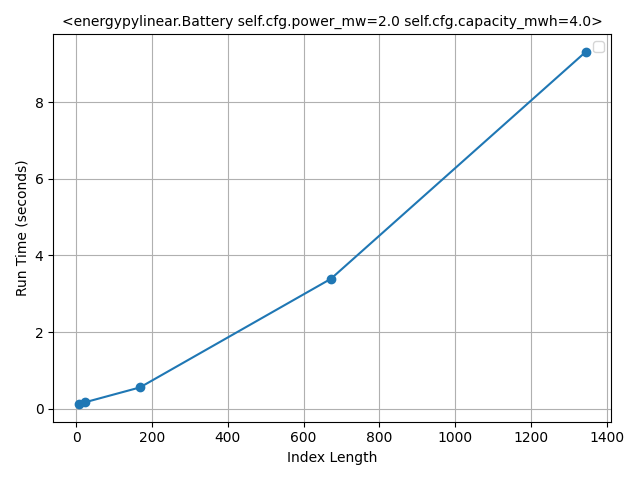 <energypylinear.Battery self.cfg.power_mw=2.0 self.cfg.capacity_mwh=4.0>
Run Time (seconds)
8
6
4
2
0
0 200 400 600 800 1000 1200 1400
Index Length